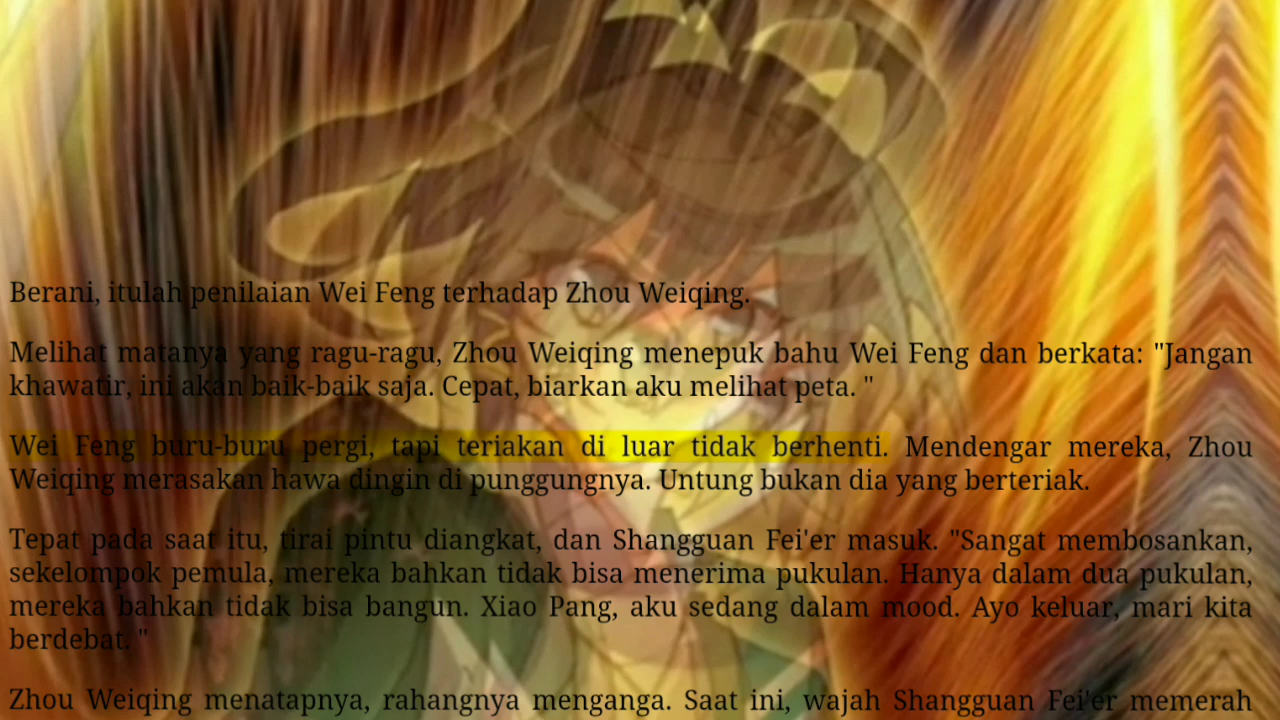 Berani, itulah penilaian Wei Feng terhadap Zhou Weiqing.
Melihat matanya yang ragu-ragu, Zhou Weiqing menepuk bahu Wei Feng dan berkata: "Jangan
khawatir, ini akan baik-baik saja. Cepat, biarkan aku melihat peta. "
Wei Feng buru-buru pergi, tapi teriakan di luar tidak berhenti. Mendengar mereka, Zhou
Weiqing merasakan hawa dingin di punggungnya. Untung bukan dia yang berteriak.
Tepat pada saat itu, tirai pintu diangkat, dan Shangguan Fei'er masuk. "Sangat membosankan,
sekelompok pemula, mereka bahkan tidak bisa menerima pukulan. Hanya dalam dua pukulan,
mereka bahkan tidak bisa bangun. Xiao Pang, aku sedang dalam mood. Ayo keluar, mari kita
berdebat. "
Zhou Weiqing menatapnya, rahangnya menganga. Saat ini, wajah Shangguan Fei'er memerah